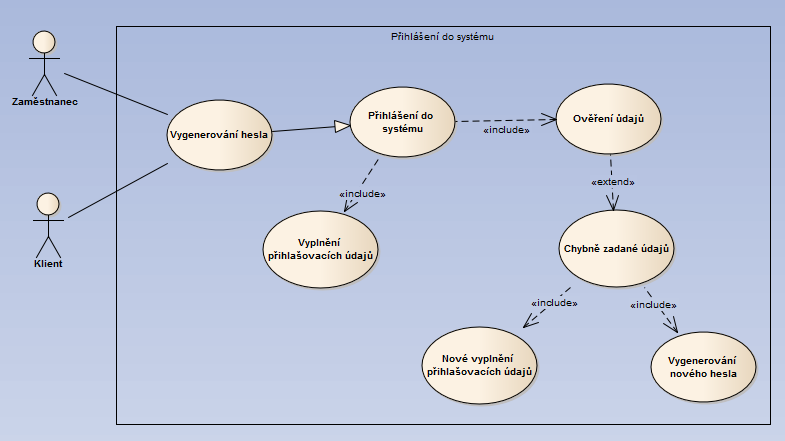 Přihlášení do systému
Zaměstnanec
Vygenerování hesla
Přihlášení do
systému
«include»
Ověření údajů
«include»
«extend»
Klient
Vyplnění
přihlašovacích údajů
Chybně zadané údajů
«include»
«include»
Nové vyplnění
přihlašovacích údajů
Vygenerování
nového hesla